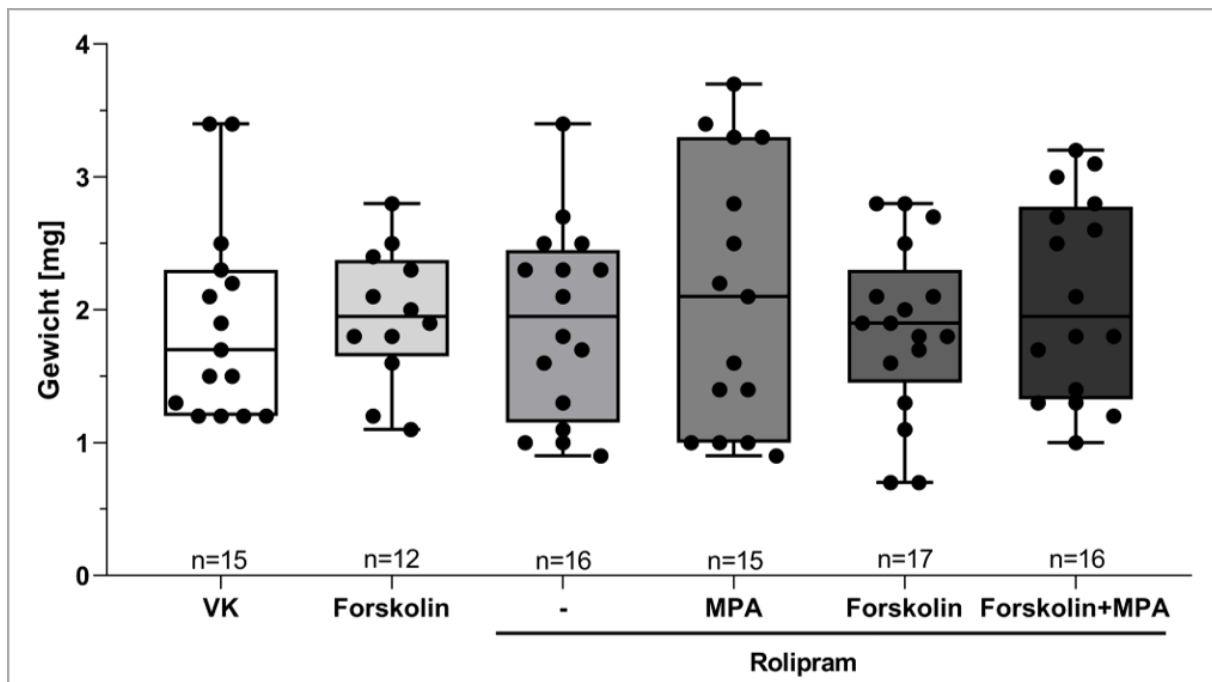 Gewicht [mg]
4
3
2
1
0
n=15 n=12 n=16 n=15 n=17 n=16
VK Forskolin - MPA Forskolin Forskolin+MPA
Rolipram